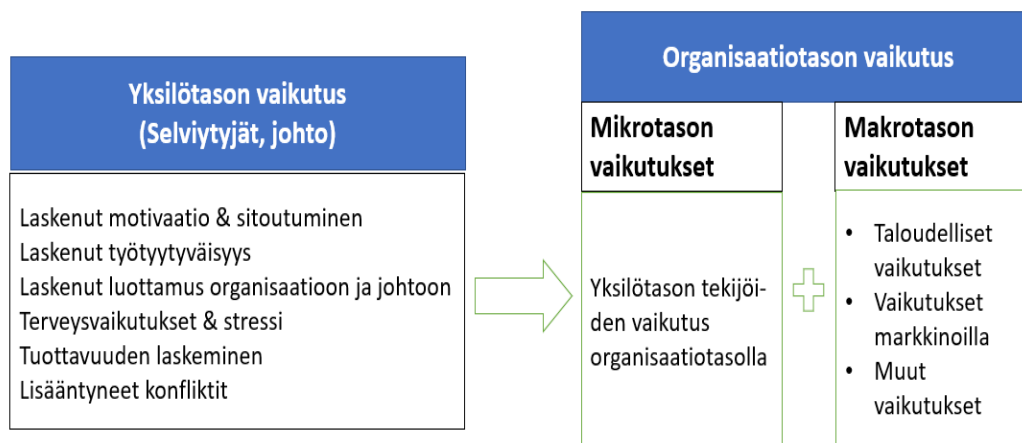 Yksilötason vaikutus
(Selviytyjät, johto)
Laskenut motivaatio & sitoutuminen
Laskenut työtyytyväisyys
Laskenut luottamus organisaatioon ja johtoon
Terveysvaikutukset & stressi
Tuottavuuden laskeminen
Lisääntyneet konfliktit
Organisaatiotason vaikutus
Mikrotason
vaikutukset
Yksilötason tekijöi-
den vaikutus
organisaatiotasolla
Makrotason
vaikutukset
• Taloudelliset
vaikutukset
• Vaikutukset
markkinoilla
• Muut
vaikutukset